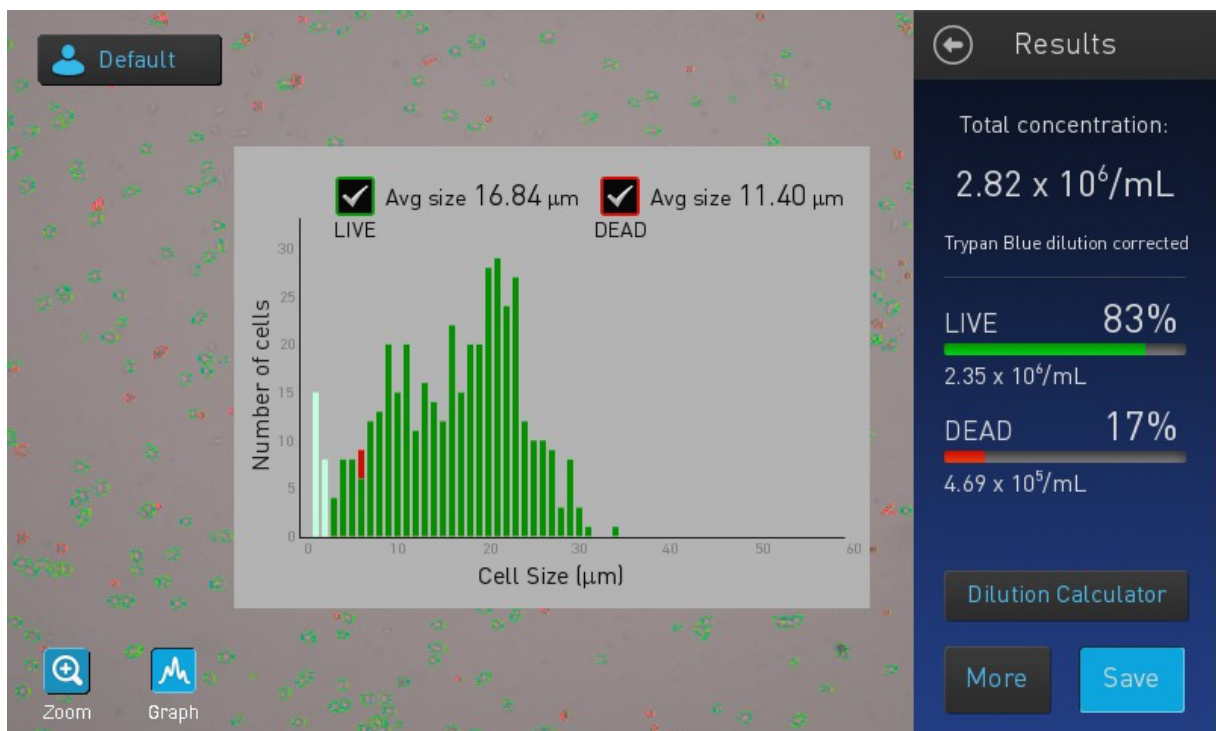 Default
Results
Total concentration:
2.82 x 10⁶/mL
Trypan Blue dilution corrected
LIVE 83%
2.35 x 10⁶/mL
DEAD 17%
4.69 x 10⁵/mL
Dilution Calculator
More Save
Avg size 16.84 µm Avg size 11.40 µm
LIVE DEAD
Number of cells
30
25
20
15
10
5
0
0 10 20 30 40 50 60
Cell Size (µm)
Zoom Graph